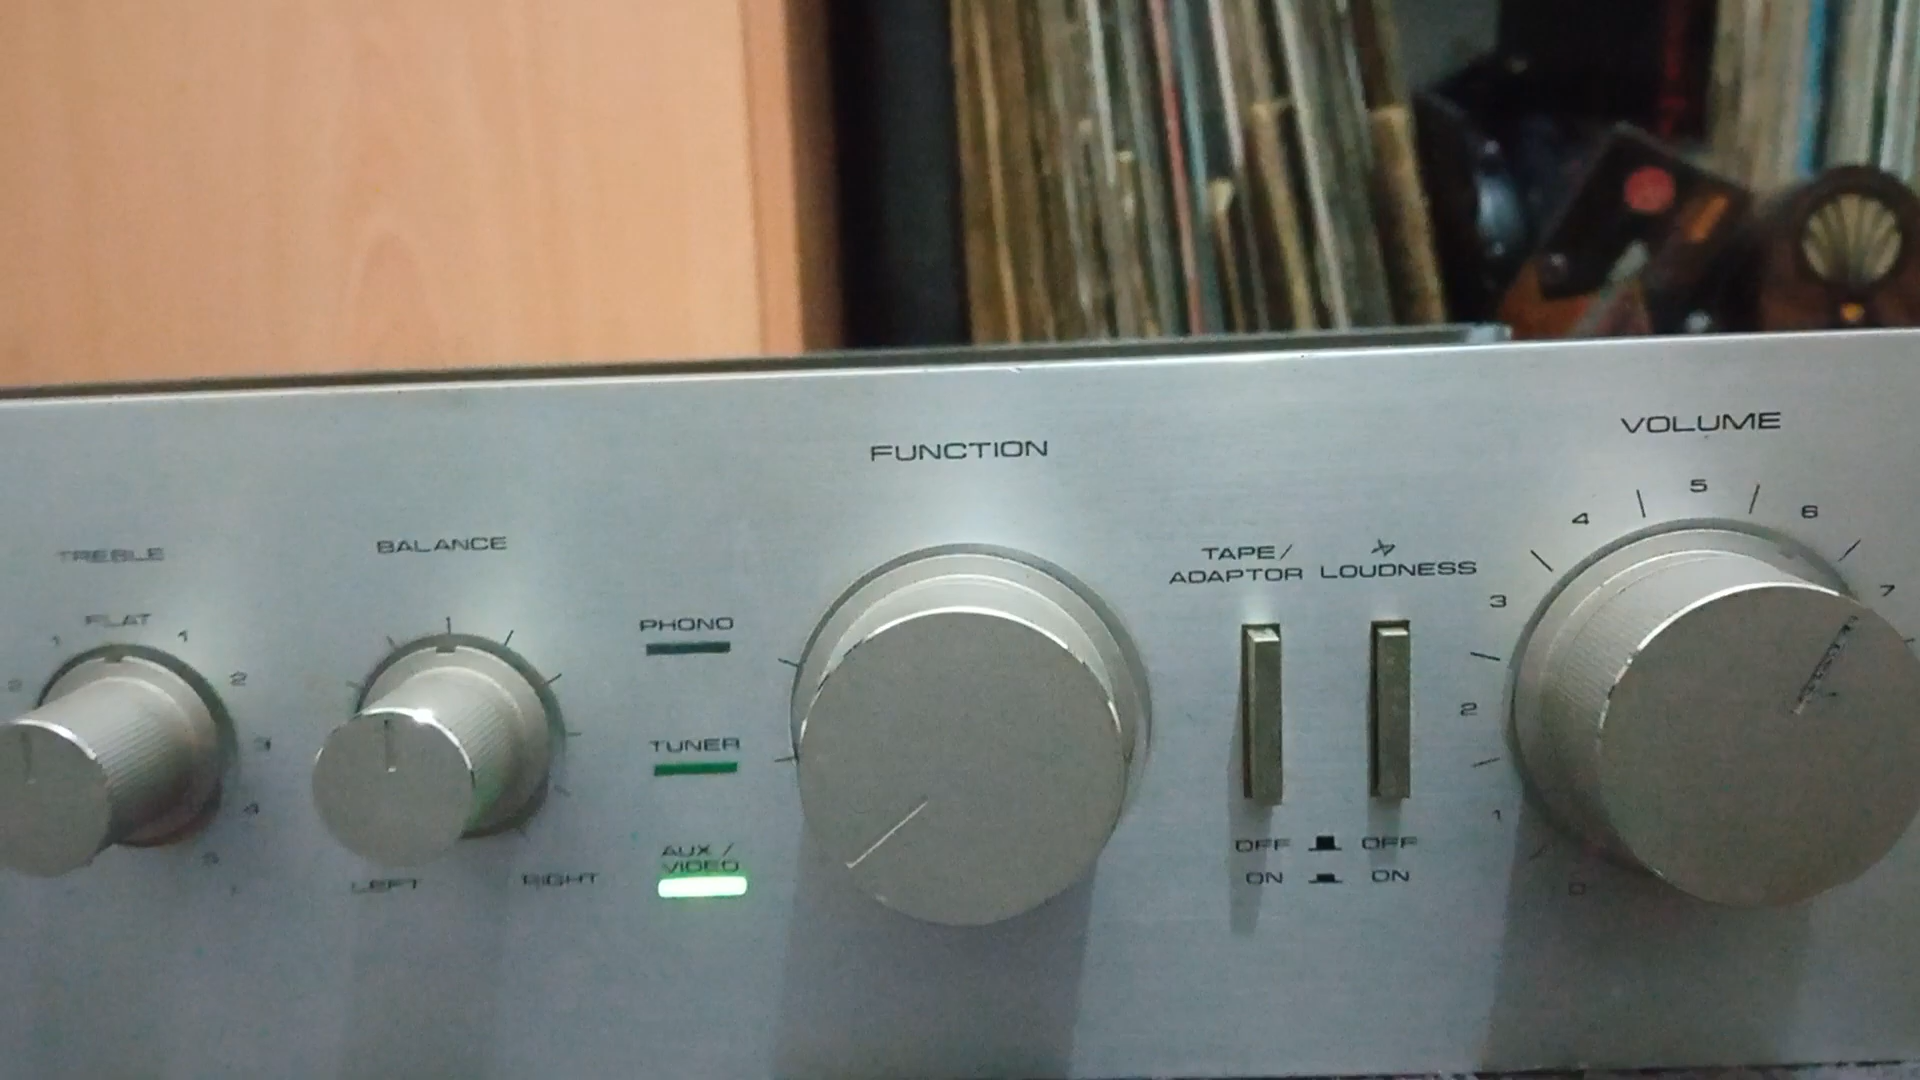 VOLUME
FUNCTION
TREBLE
FLAT
1 1
2 2
3
4
5
BALANCE
LEFT RIGHT
PHONO
TUNER
AUX /
VIDEO
TAPE/
ADAPTOR
LOUDNESS
OFF OFF
ON ON
0
1
2
3
4
5
6
7